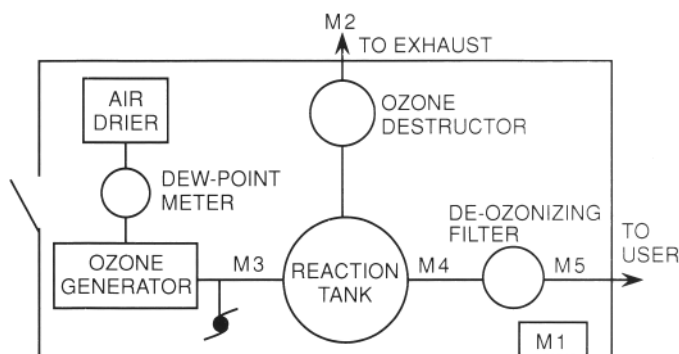 M2
TO EXHAUST
AIR
DRIER
OZONE
DESTRUCTOR
DEW-POINT
METER
DE-OZONIZING
FILTER
TO
USER
OZONE
GENERATOR
M3
REACTION
TANK
M4
M5
M1